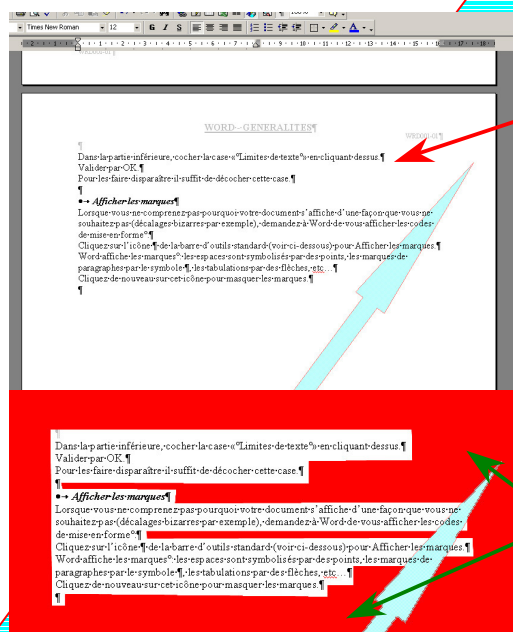 Times New Roman 12 G I S
WORD - GENERALITES¶
WRD001-01¶
¶
Dans·la·partie·inférieure,·cocher·la·case·«°Limites·de·texte°»·en·cliquant·dessus.¶
Valider·par·OK.¶
Pour·les·faire·disparaître·il·suffit·de·décocher·cette·case.¶
¶
●→ Afficher·les·marques¶
Lorsque·vous·ne·comprenez·pas·pourquoi·votre·document·s'affiche·d'une·façon·que·vous·ne·
souhaitez·pas·(décalages·bizarres·par·exemple),·demandez·à·Word·de·vous·afficher·les·codes·
de·mise·en·forme°.¶
Cliquez·sur·l'icône·¶·de·la·barre·d'outils·standard·(voir·ci-dessous)·pour·Afficher·les·marques.¶
Word·affiche·les·marques°:·les·espaces·sont·symbolisés·par·des·points,·les·marques·de·
paragraphes·par·le·symbole·¶,·les·tabulations·par·des·flèches,·etc…¶
Cliquez·de·nouveau·sur·cet·icône·pour·masquer·les·marques.¶
¶
¶
Dans·la·partie·inférieure,·cocher·la·case·«°Limites·de·texte°»·en·cliquant·dessus.¶
Valider·par·OK.¶
Pour·les·faire·disparaître·il·suffit·de·décocher·cette·case.¶
¶
●→ Afficher·les·marques¶
Lorsque·vous·ne·comprenez·pas·pourquoi·votre·document·s'affiche·d'une·façon·que·vous·ne·
souhaitez·pas·(décalages·bizarres·par·exemple),·demandez·à·Word·de·vous·afficher·les·codes·
de·mise·en·forme°.¶
Cliquez·sur·l'icône·¶·de·la·barre·d'outils·standard·(voir·ci-dessous)·pour·Afficher·les·marques.¶
Word·affiche·les·marques°:·les·espaces·sont·symbolisés·par·des·points,·les·marques·de·
paragraphes·par·le·symbole·¶,·les·tabulations·par·des·flèches,·etc…¶
Cliquez·de·nouveau·sur·cet·icône·pour·masquer·les·marques.¶
¶